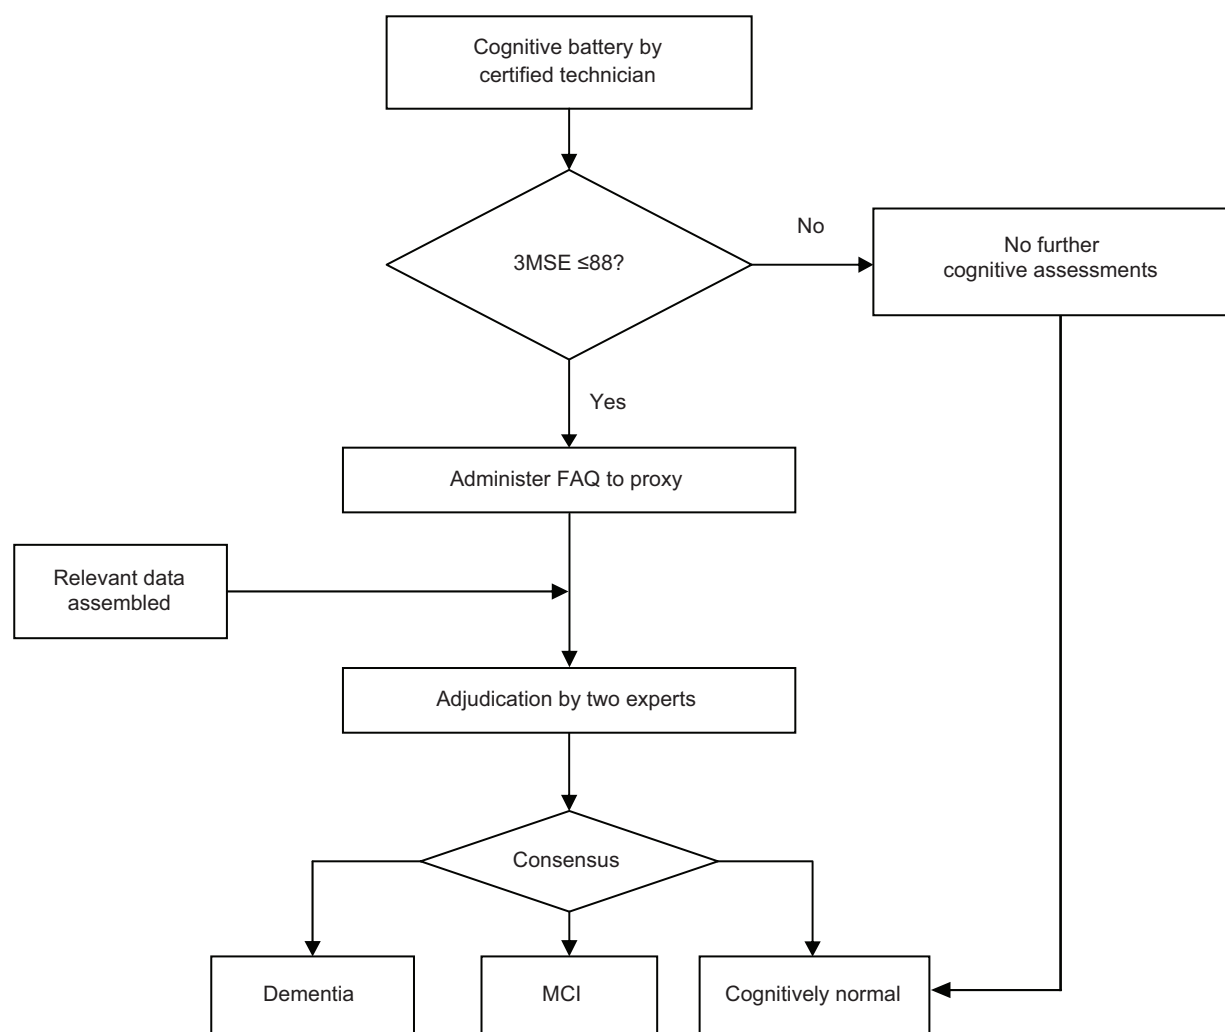 Cognitive battery by
certified technician
3MSE ≤88?
No
No further
cognitive assessments
Yes
Administer FAQ to proxy
Relevant data
assembled
Adjudication by two experts
Consensus
Dementia
MCI
Cognitively normal